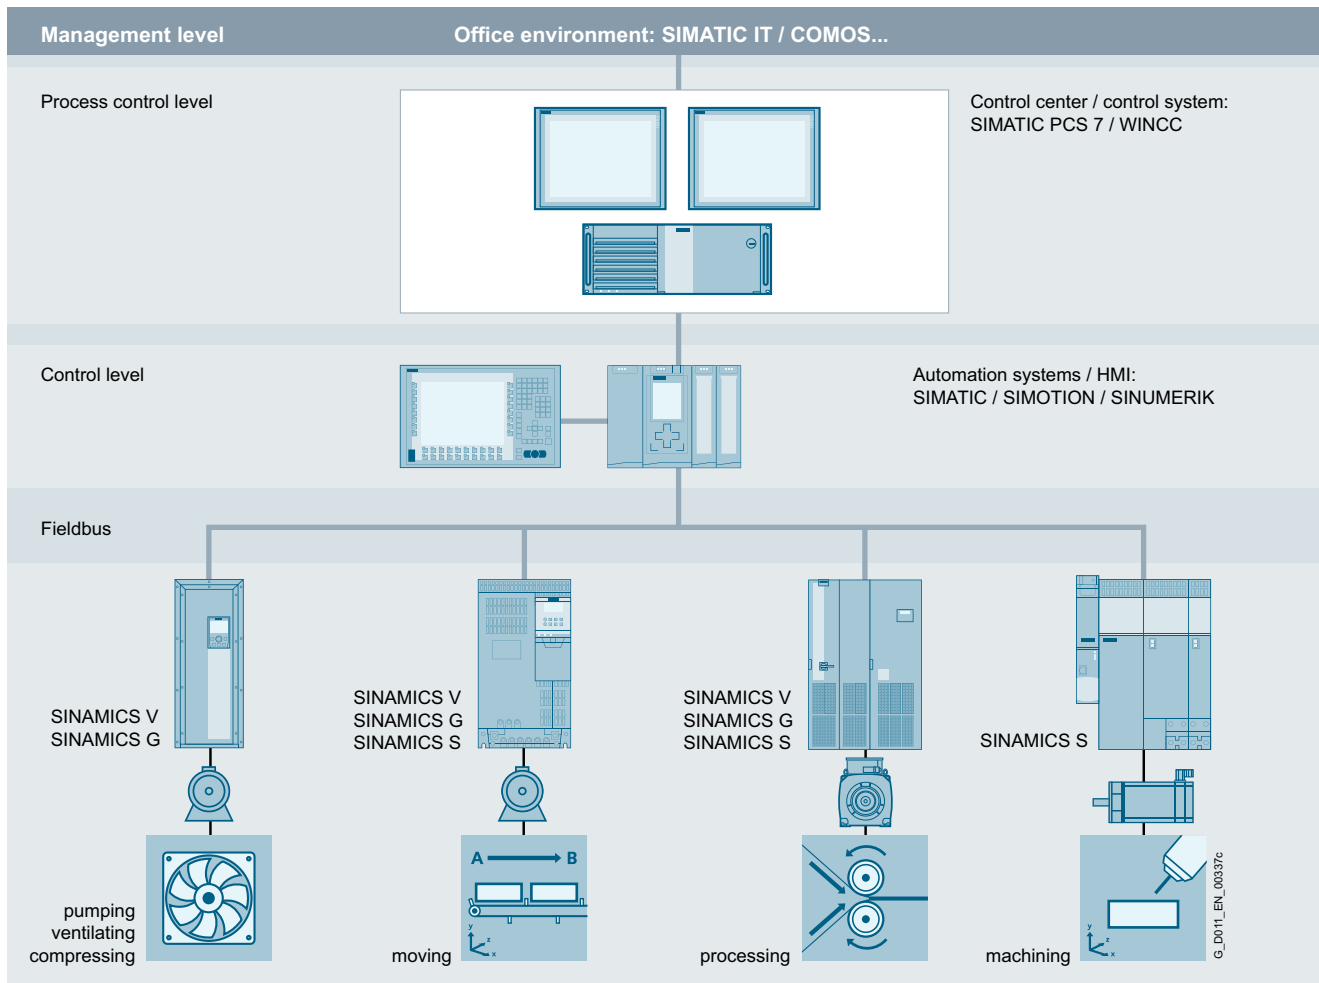 Management level
Office environment: SIMATIC IT / COMOS...
Process control level
Control center / control system:
SIMATIC PCS 7 / WINCC
Control level
Automation systems / HMI:
SIMATIC / SIMOTION / SINUMERIK
Fieldbus
SINAMICS V
SINAMICS G
SINAMICS V
SINAMICS G
SINAMICS S
SINAMICS V
SINAMICS G
SINAMICS S
SINAMICS S
pumping
ventilating
compressing
A B
y
z
x
moving
processing
y
z
x
machining
G_D011_EN_00337c